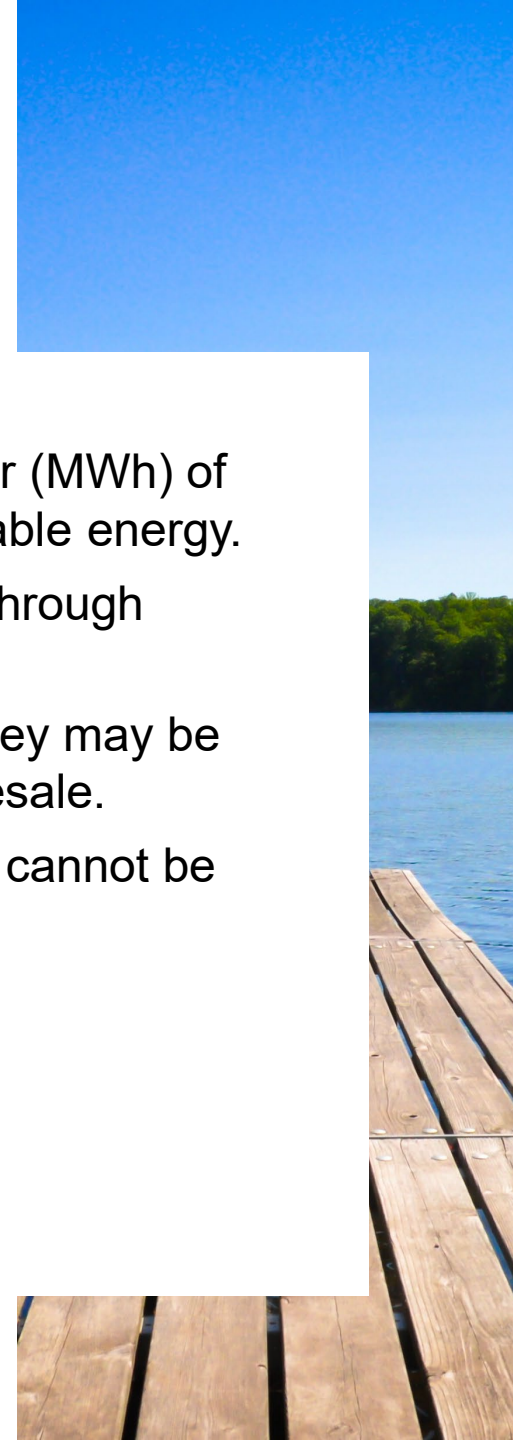 r (MWh) of
able energy.
hrough
ey may be
esale.
cannot be